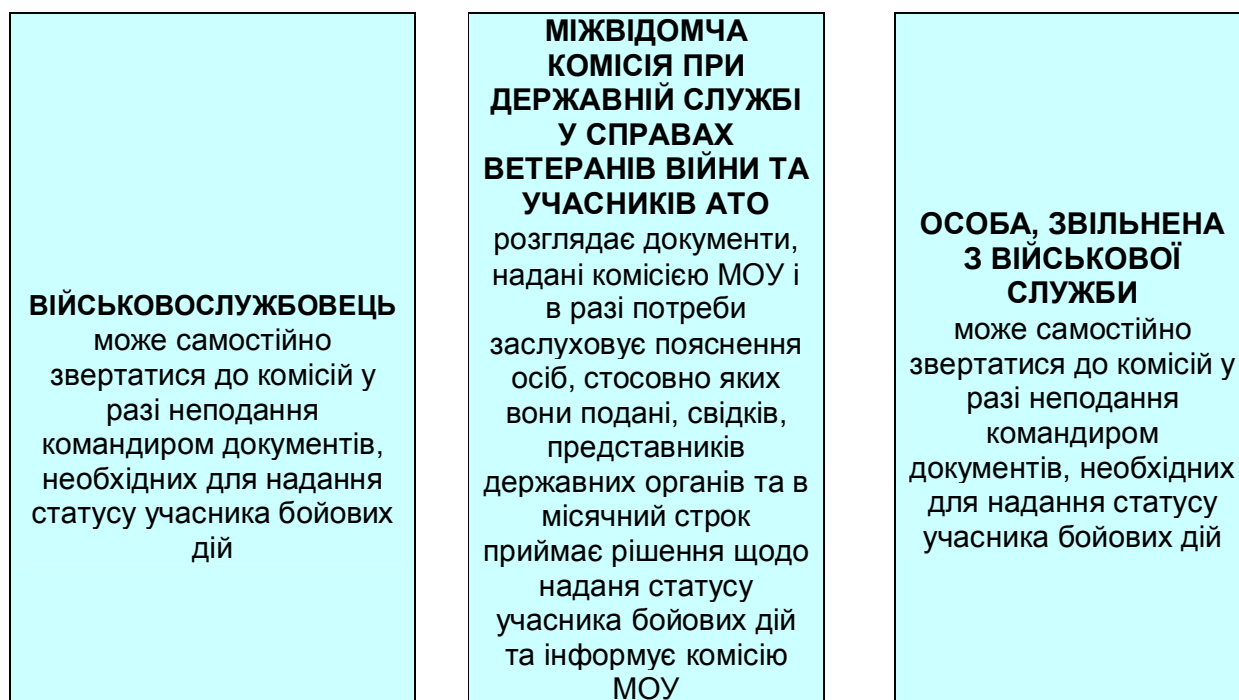 ВІЙСЬКОВОСЛУЖБОВЕЦЬ
може самостійно
звертатися до комісій у
разі неподання
командиром документів,
необхідних для надання
статусу учасника бойових
дій
МІЖВІДОМЧА
КОМІСІЯ ПРИ
ДЕРЖАВНІЙ СЛУЖБІ
У СПРАВАХ
ВЕТЕРАНІВ ВІЙНИ ТА
УЧАСНИКІВ АТО
розглядає документи,
надані комісією МОУ і
в разі потреби
заслуховує пояснення
осіб, стосовно яких
вони подані, свідків,
представників
державних органів та в
місячний строк
приймає рішення щодо
наданя статусу
учасника бойових дій
та інформує комісію
МОУ
ОСОБА, ЗВІЛЬНЕНА
З ВІЙСЬКОВОЇ
СЛУЖБИ
може самостійно
звертатися до комісій у
разі неподання
командиром
документів, необхідних
для надання статусу
учасника бойових дій